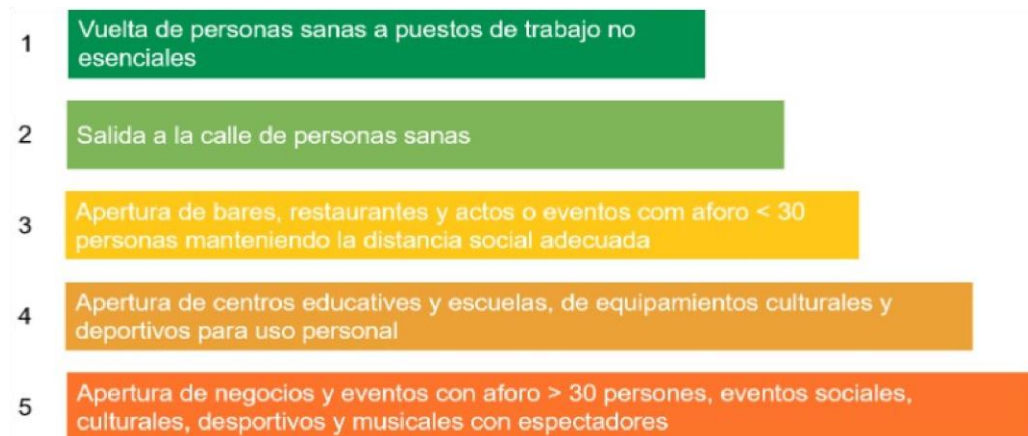 1
Vuelta de personas sanas a puestos de trabajo no
esenciales
2
Salida a la calle de personas sanas
3
Apertura de bares, restaurantes y actos o eventos com aforo < 30
personas manteniendo la distancia social adecuada
4
Apertura de centros educatives y escuelas, de equipamientos culturales y
deportivos para uso personal
5
Apertura de negocios y eventos con aforo > 30 persones, eventos sociales,
culturales, desportivos y musicales con espectadores